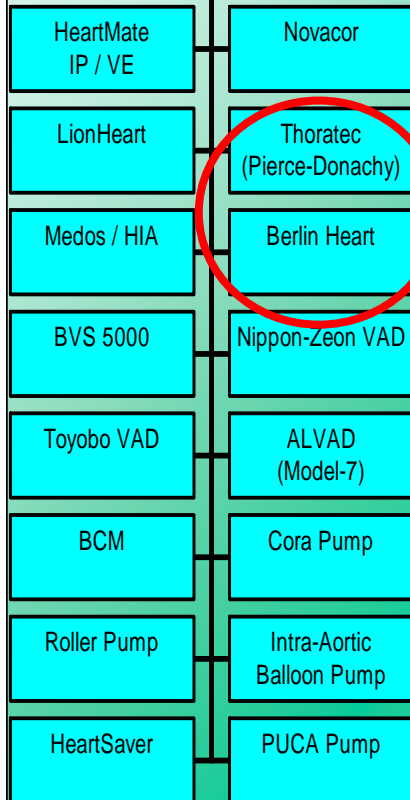 HeartMate
IP / VE
Novacor
LionHeart
Thoratec
(Pierce-Donachy)
Medos / HIA
Berlin Heart
BVS 5000
Nippon-Zeon VAD
Toyobo VAD
ALVAD
(Model-7)
BCM
Cora Pump
Roller Pump
Intra-Aortic
Balloon Pump
HeartSaver
PUCA Pump